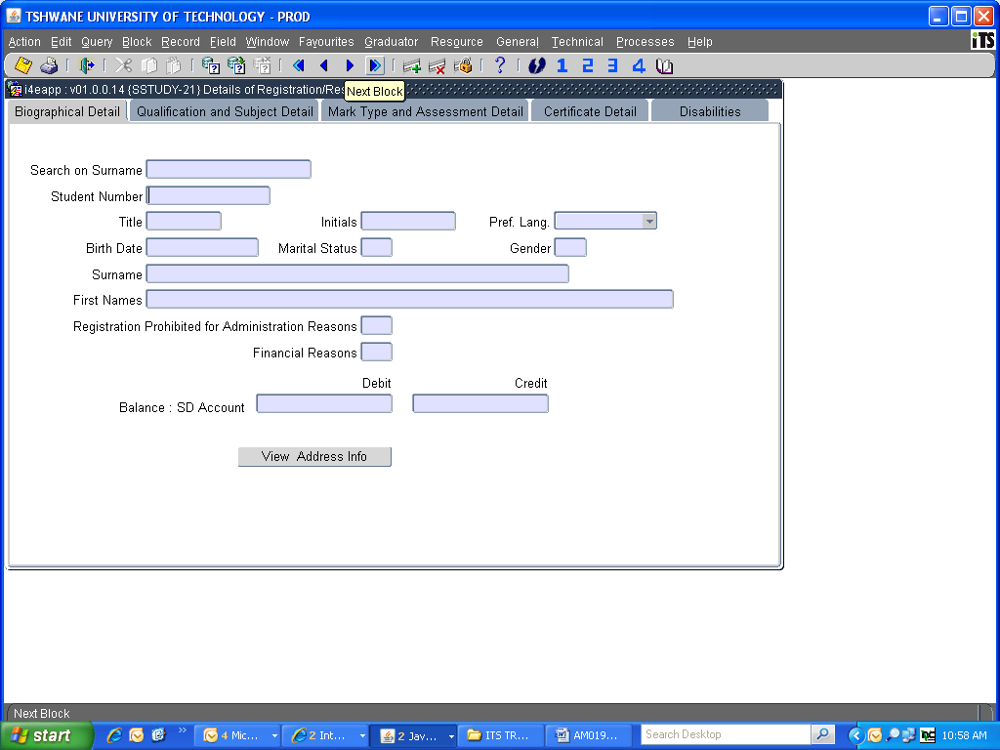 TSHWANE UNIVERSITY OF TECHNOLOGY - PROD
Action Edit Query Block Record Field Window Favourites Graduator Resource General Technical Processes Help
iTS
? 1 2 3 4
i4eapp : v01.0.0.14 {SSTUDY-21} Details of Registration/Res
Next Block
Biographical Detail Qualification and Subject Detail Mark Type and Assessment Detail Certificate Detail Disabilities
Search on Surname
Student Number
Title Initials Pref. Lang.
Birth Date Marital Status Gender
Surname
First Names
Registration Prohibited for Administration Reasons
Financial Reasons
Debit Credit
Balance : SD Account
View Address Info
Next Block
start 4 Mic... 2 Int... 2 Jav... ITS TR... AM019... Search Desktop 10:58 AM